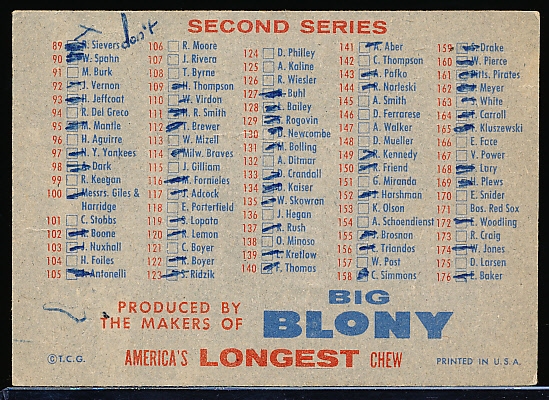 SECOND SERIES
don't
89 R. Sievers
90 W. Spahn
91 M. Burk
92 J. Vernon
93 H. Jeffcoat
94 R. Del Greco
95 M. Mantle
96 H. Aguirre
97 N. Y. Yankees
98 A. Dark
99 R. Keegan
100 Messrs. Giles &
Harridge
101 C. Stobbs
102 R. Boone
103 J. Nuxhall
104 H. Foiles
105 J. Antonelli
106 R. Moore
107 J. Rivera
108 T. Byrne
109 H. Thompson
110 W. Virdon
111 H. R. Smith
112 T. Brewer
113 W. Mizell
114 Milw. Braves
115 J. Gilliam
116 M. Fornieles
117 J. Adcock
118 E. Porterfield
119 S. Lopata
120 R. Lemon
121 C. Boyer
122 K. Boyer
123 S. Ridzik
124 D. Philley
125 A. Kaline
126 R. Wiesler
127 B. Buhl
128 E. Bailey
129 S. Rogovin
130 D. Newcombe
131 M. Bolling
132 A. Ditmar
133 D. Crandall
134 D. Kaiser
135 W. Skowron
136 J. Hegan
137 R. Rush
138 O. Minoso
139 L. Kretlow
140 F. Thomas
141 A. Aber
142 C. Thompson
143 A. Pafko
144 R. Narleski
145 A. Smith
146 D. Ferrarese
147 A. Walker
148 D. Mueller
149 R. Kennedy
150 R. Friend
151 G. Miranda
152 J. Harshman
153 K. Olson
154 A. Schoendienst
155 J. Brosnan
156 G. Triandos
157 W. Post
158 C. Simmons
159 S. Drake
160 W. Pierce
161 Pitts. Pirates
162 R. Meyer
163 S. White
164 T. Carroll
165 T. Kluszewski
166 E. Face
167 V. Power
168 F. Lary
169 H. Plews
170 E. Snider
171 Bos. Red Sox
172 E. Woodling
173 R. Craig
174 W. Jones
175 D. Larsen
176 E. Baker
PRODUCED BY
THE MAKERS OF
BIG
BLONY
© T.C.G.
AMERICA'S LONGEST CHEW
PRINTED IN U.S.A.